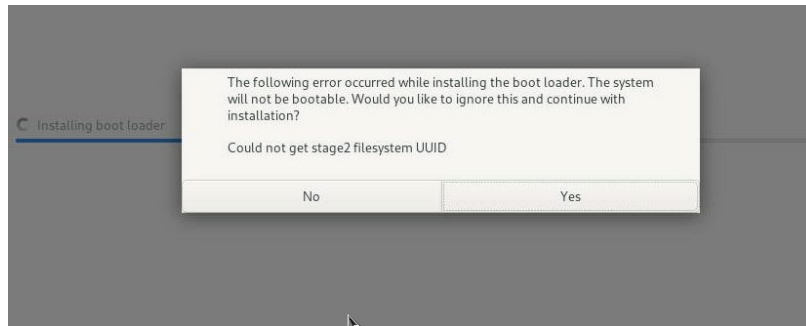 The following error occurred while installing the boot loader. The system
will not be bootable. Would you like to ignore this and continue with
installation?
Installing boot loader
Could not get stage2 filesystem UUID
No
Yes